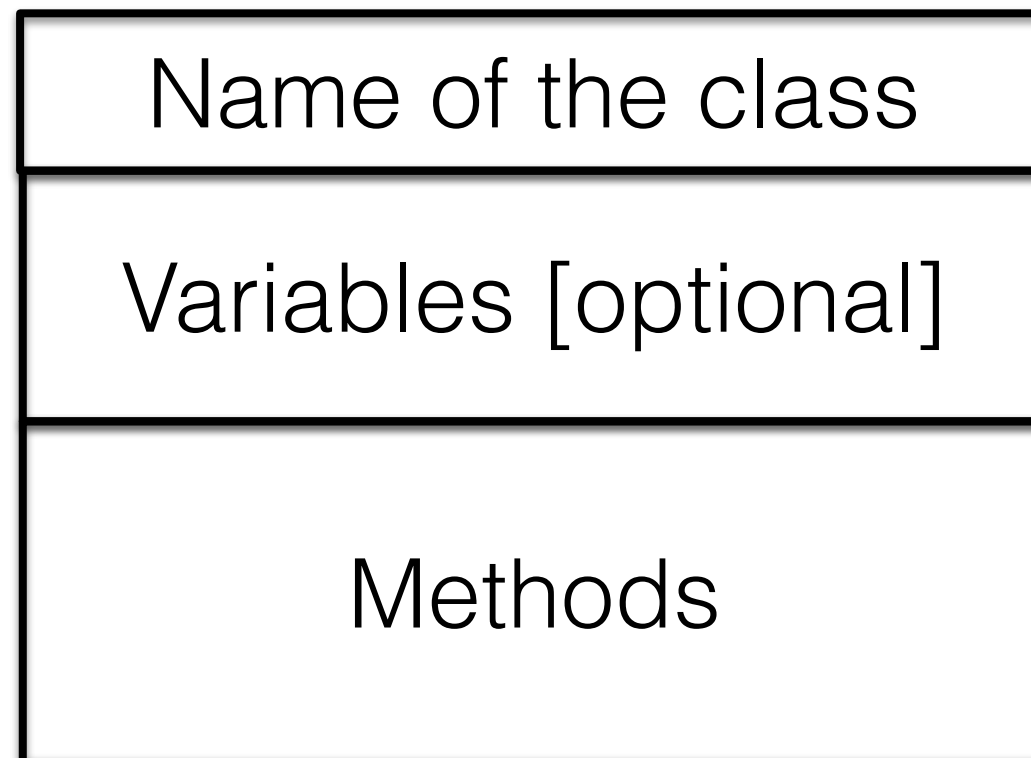 Name of the class
Variables [optional]
Methods